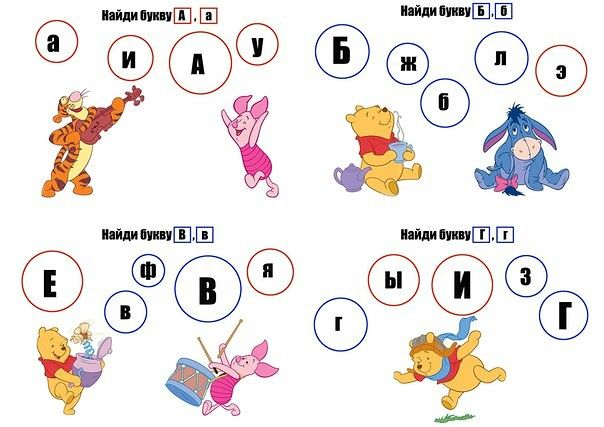 Найди букву А, а
а и А у
Найди букву Б, б
Б ж б л э
Найди букву В, в
Е в ф В я
Найди букву Г, г
г ы И З Г